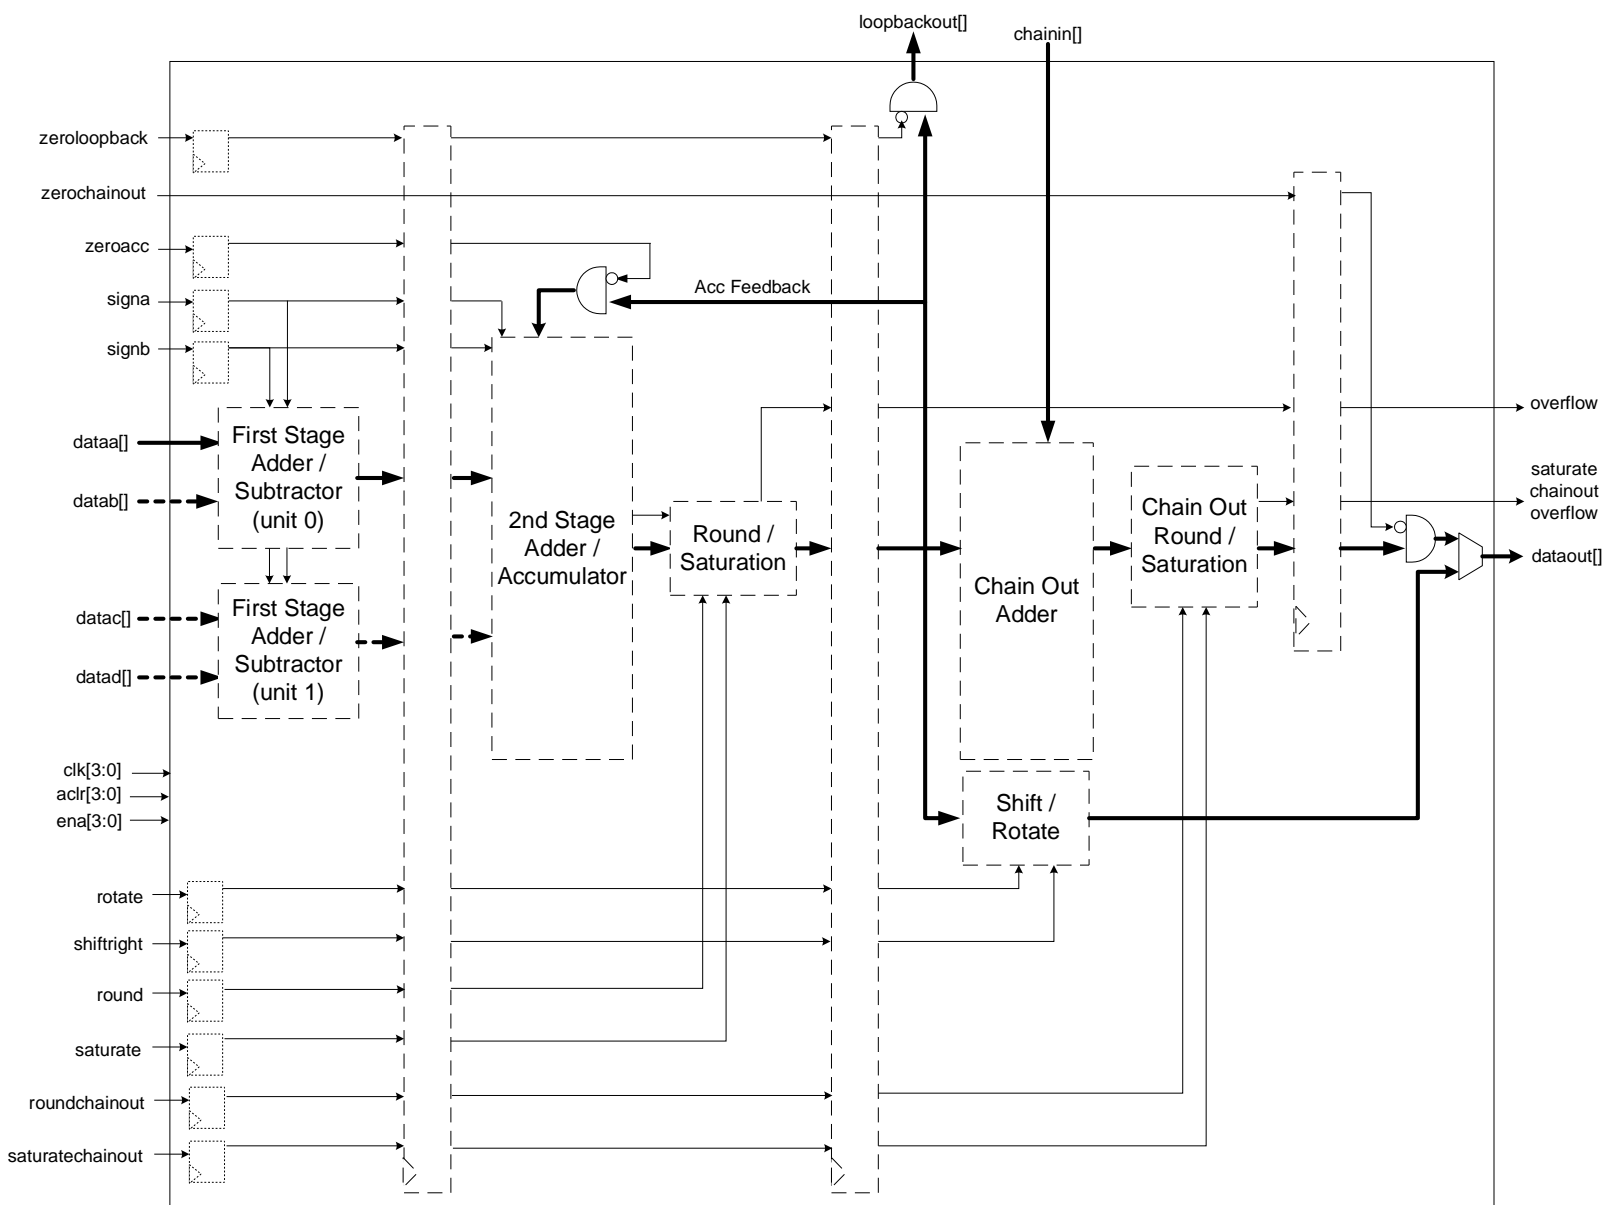 loopbackout[]
chainin[]
zeroloopback
zerochainout
zeroacc
signa
signb
Acc Feedback
dataa[]
datab[]
datac[]
datad[]
First Stage
Adder /
Subtractor
(unit 0)
First Stage
Adder /
Subtractor
(unit 1)
2nd Stage
Adder /
Accumulator
Round /
Saturation
Chain Out
Adder
Chain Out
Round /
Saturation
Shift /
Rotate
overflow
saturate
chainout
overflow
dataout[]
clk[3:0]
aclr[3:0]
ena[3:0]
rotate
shiftright
round
saturate
roundchainout
saturatechainout